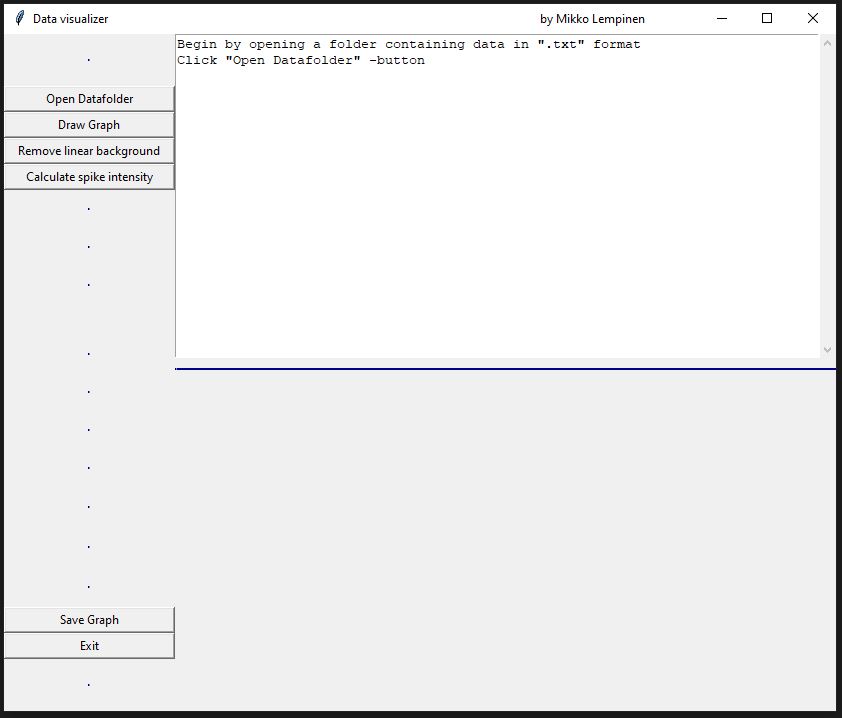 Data visualizer by Mikko Lempinen
Begin by opening a folder containing data in ".txt" format
Click "Open Datafolder" -button
Open Datafolder
Draw Graph
Remove linear background
Calculate spike intensity
Save Graph
Exit